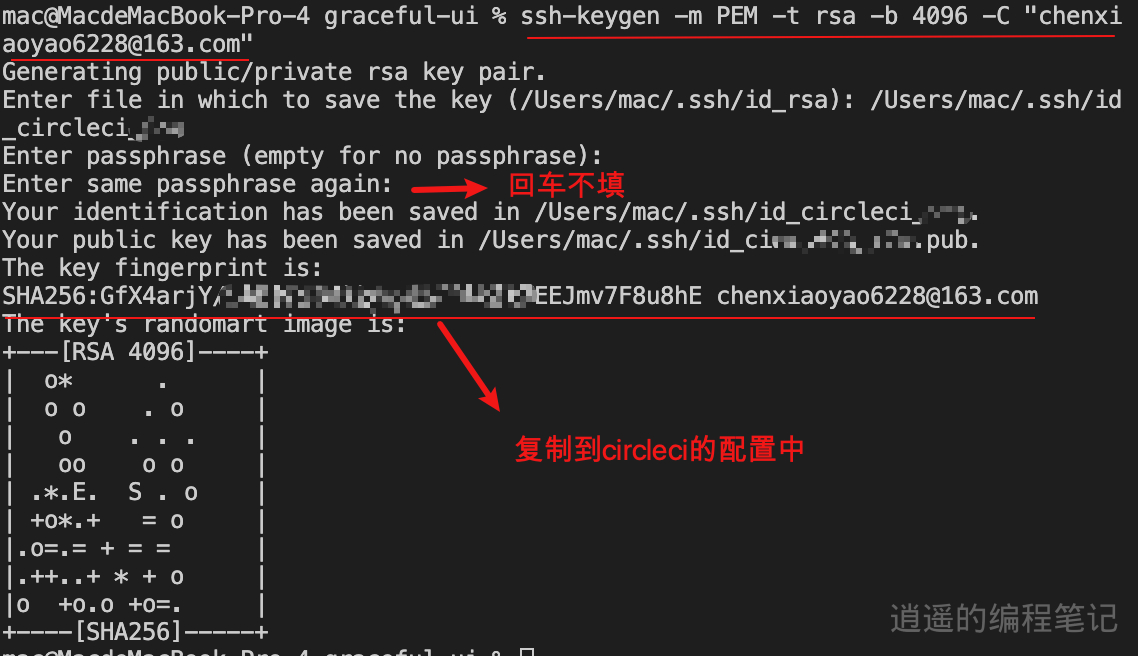 mac@MacdeMacBook-Pro-4 graceful-ui % ssh-keygen -m PEM -t rsa -b 4096 -C "chenxi
aoyao6228@163.com"
Generating public/private rsa key pair.
Enter file in which to save the key (/Users/mac/.ssh/id_rsa): /Users/mac/.ssh/id
_circleci_
Enter passphrase (empty for no passphrase):
Enter same passphrase again:
回车不填
Your identification has been saved in /Users/mac/.ssh/id_circleci_ .
Your public key has been saved in /Users/mac/.ssh/id_ci .pub.
The key fingerprint is:
SHA256:GfX4arjY/ EEJmv7F8u8hE chenxiaoyao6228@163.com
The key's randomart image is:
+---[RSA 4096]----+
|  o*      .      |
|  o o    . o     |
|   o    . . .    |
|   oo    o o     |
| .*.E.  S . o    |
| +o*.+   = o     |
|.o=.= + = =      |
|.++..+ * + o     |
|o  +o.o +o=.     |
+----[SHA256]-----+
复制到circleci的配置中
逍遥的编程笔记
mac@MacdeMacBook-Pro-4 graceful-ui %